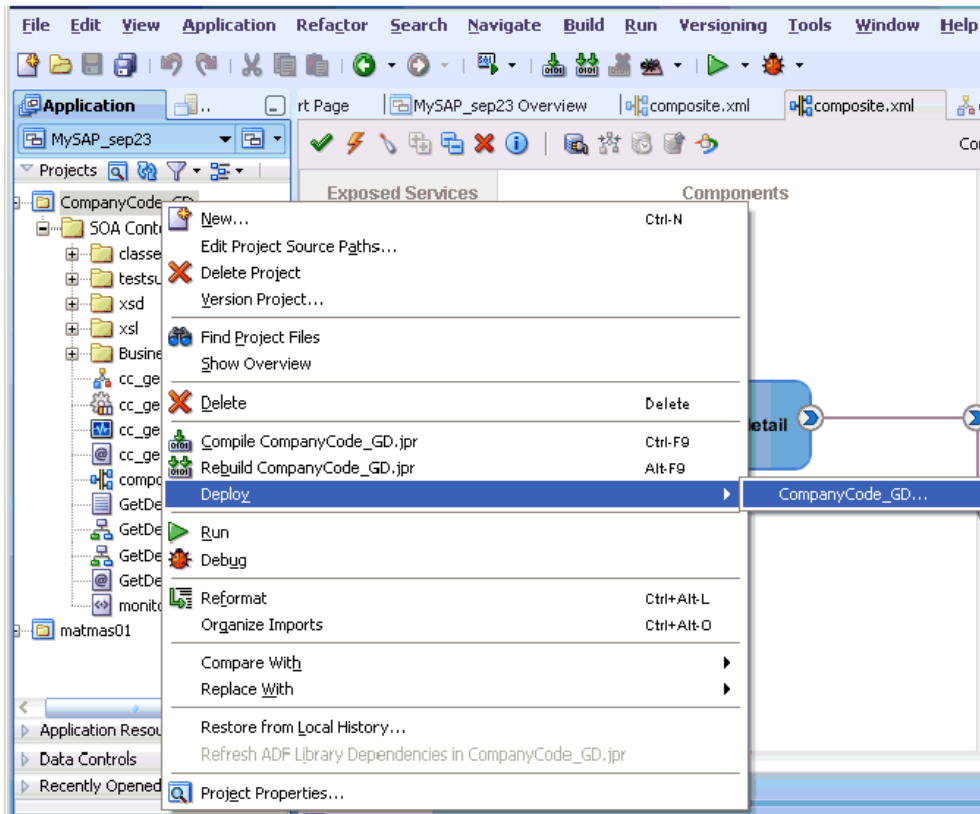 File Edit View Application Refactor Search Navigate Build Run Versioning Tools Window Help
Application
rt Page
MySAP_sep23 Overview
composite.xml
composite.xml
MySAP_sep23
Projects
Exposed Services
Components
CompanyCode_GD
SOA Conte
classe
testsu
xsd
xsl
Busine
cc_ge
cc_ge
cc_ge
cc_ge
compo
GetDe
GetDe
GetDe
GetDe
monito
matmas01
Application Resou
Data Controls
Recently Opened
New... Ctrl-N
Edit Project Source Paths...
Delete Project
Version Project...
Find Project Files
Show Overview
Delete Delete
Compile CompanyCode_GD.jpr Ctrl-F9
Rebuild CompanyCode_GD.jpr Alt-F9
Deploy
CompanyCode_GD...
Run
Debug
Reformat Ctrl+Alt-L
Organize Imports Ctrl+Alt-O
Compare With
Replace With
Restore from Local History...
Refresh ADF Library Dependencies in CompanyCode_GD.jpr
Project Properties...
etail